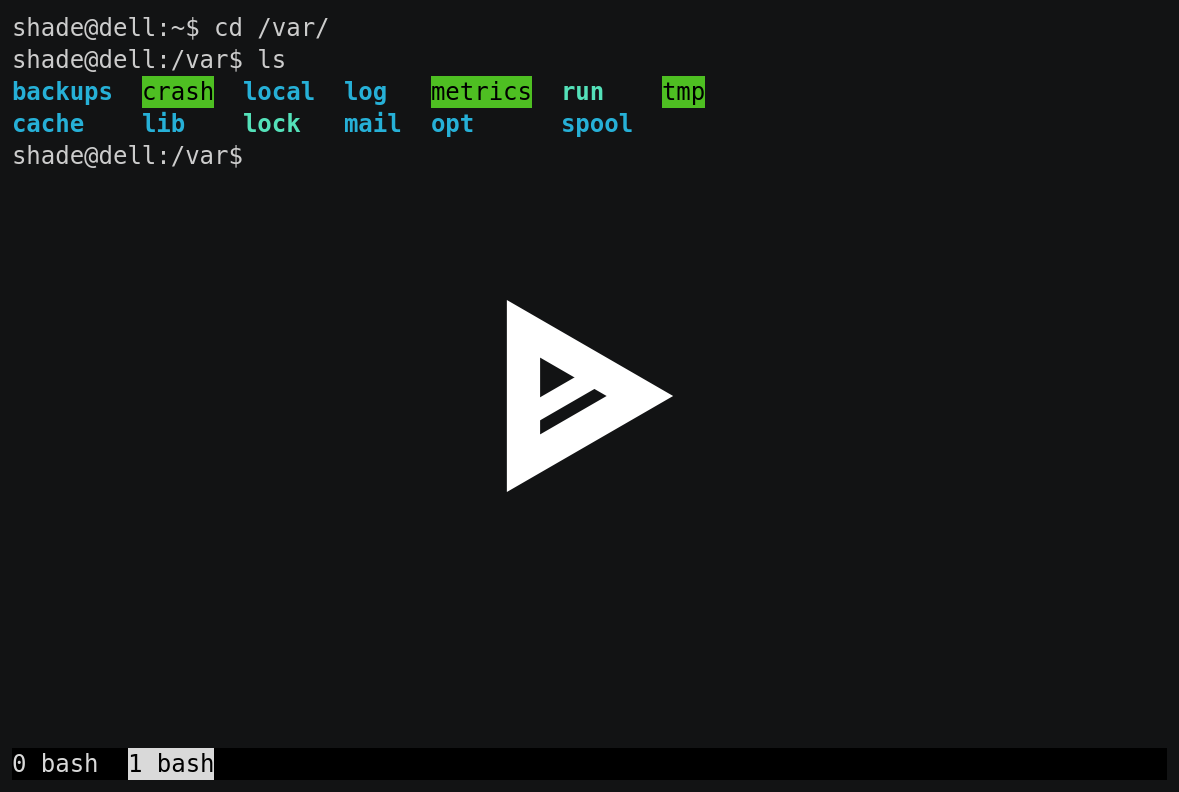 shade@dell:~$ cd /var/
shade@dell:/var$ ls
backups  crash  local  log   metrics  run    tmp
cache    lib    lock   mail  opt      spool
shade@dell:/var$
0 bash  1 bash